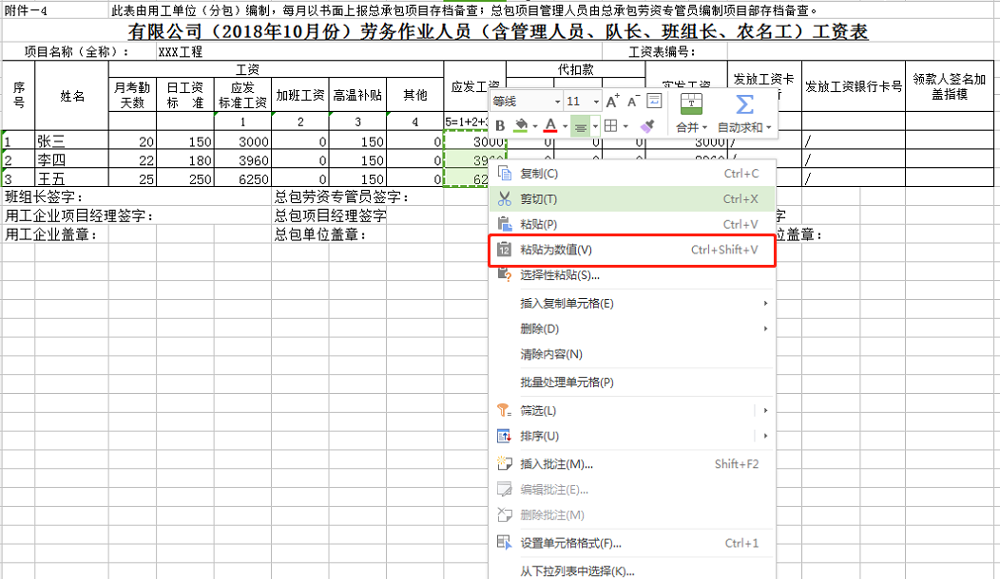 附件－4 此表由用工单位（分包）编制，每月以书面上报总承包项目存档备查；总包项目管理人员由总承包劳资专管员编制项目部存档备查。
有限公司（2018年10月份）劳务作业人员（含管理人员、队长、班组长、农名工）工资表
项目名称（全称）： XXX工程 工资表编号：
序号 姓名 工资 应发工资 代扣款 实发工资 发放工资卡 发放工资银行卡号 领款人签名加盖指模
月考勤天数 日工资标 准 应发标准工资 加班工资 高温补贴 其他
1 2 3 4 5=1+2+3
1 张三 20 150 3000 0 150 0 3000 0 0 3000 / /
2 李四 22 180 3960 0 150 0 /
3 王五 25 250 6250 0 150 0 62 /
班组长签字： 总包劳资专管员签字：
用工企业项目经理签字： 总包项目经理签字 字
用工企业盖章： 总包单位盖章： 位盖章：
等线 11 A+ A-
B A 合并 自动求和
复制(C) Ctrl+C
剪切(T) Ctrl+X
粘贴(P) Ctrl+V
粘贴为数值(V) Ctrl+Shift+V
选择性粘贴(S)...
插入复制单元格(E)
删除(D)
清除内容(N)
批量处理单元格(P)
筛选(L)
排序(U)
插入批注(M)... Shift+F2
编辑批注(E)...
删除批注(M)
设置单元格格式(F)... Ctrl+1
从下拉列表中选择(K)...